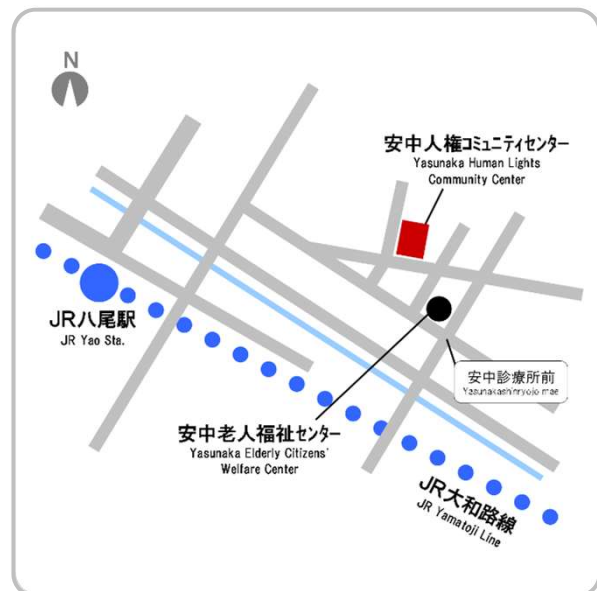 N
安中人権コミュニティセンター
Yasunaka Human Lights
Community Center
JR八尾駅
JR Yao Sta.
安中診療所前
Yasunakashinryojo mae
安中老人福祉センター
Yasunaka Elderly Citizens'
Welfare Center
JR大和路線
JR Yamatoji Line